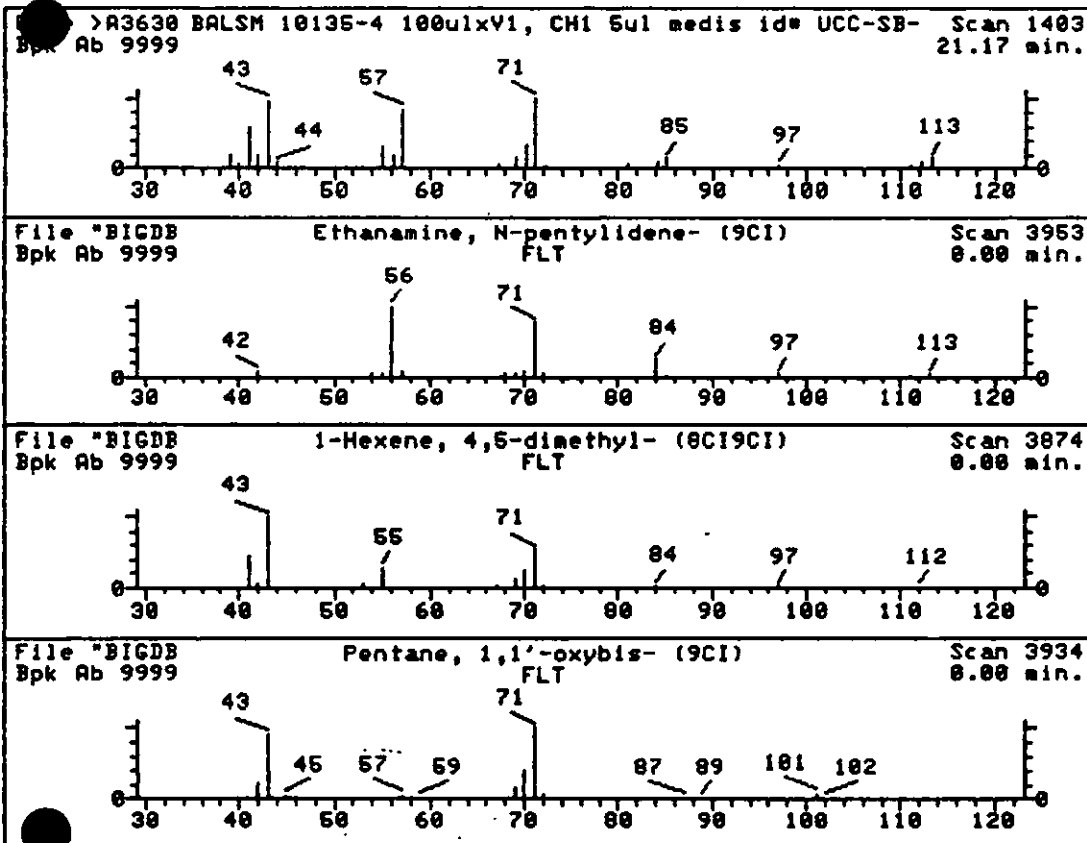 >A3630 BALSM 10135-4 100ulxV1, CH1 5ul medis id# UCC-SB- Scan 1403
Bpk Ab 9999 21.17 min.
43 57 71
44 85 97 113
0 0
30 40 50 60 70 80 90 100 110 120
File "BIGDB Ethanamine, N-pentylidene- (9CI) Scan 3953
Bpk Ab 9999 FLT 0.00 min.
56 71
42 84 97 113
0 0
30 40 50 60 70 80 90 100 110 120
File "BIGDB 1-Hexene, 4,5-dimethyl- (8CI9CI) Scan 3874
Bpk Ab 9999 FLT 0.00 min.
43 71
55 84 97 112
0 0
30 40 50 60 70 80 90 100 110 120
File "BIGDB Pentane, 1,1'-oxybis- (9CI) Scan 3934
Bpk Ab 9999 FLT 0.00 min.
43 71
45 57 59 87 89 101 102
0 0
30 40 50 60 70 80 90 100 110 120